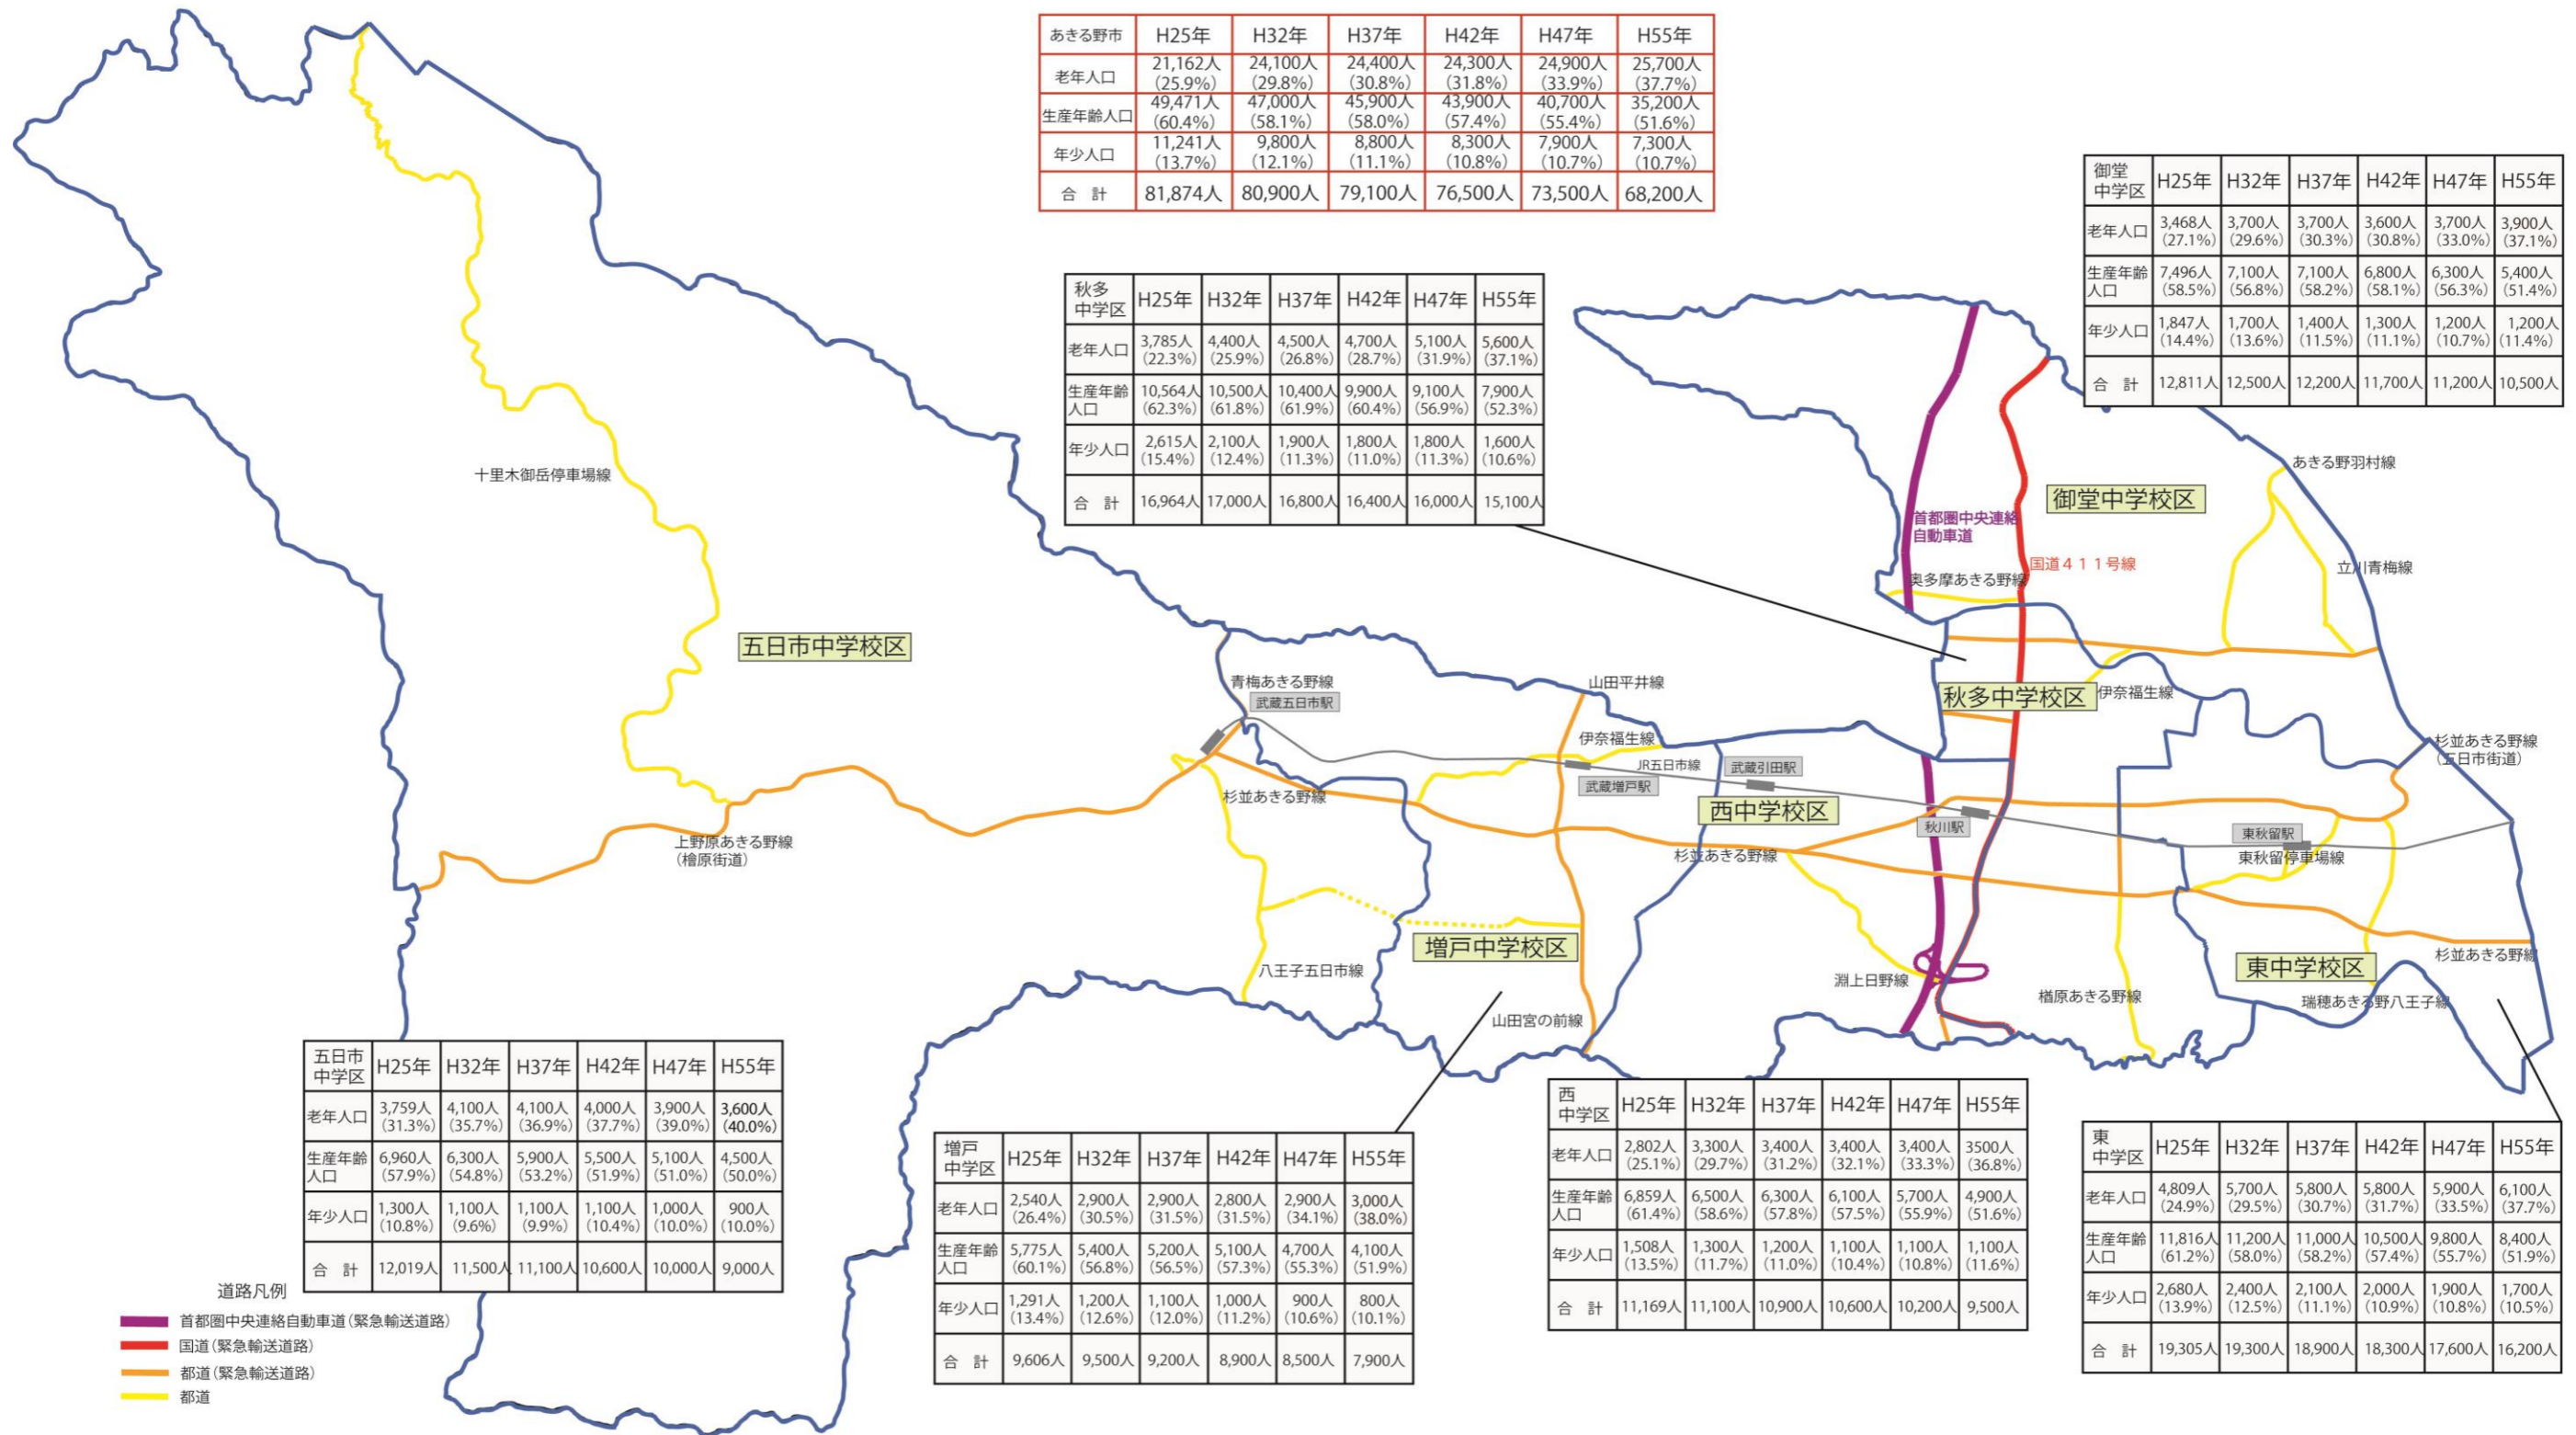 あきる野市 H25年 H32年 H37年 H42年 H47年 H55年
老年人口 21,162人 24,100人 24,400人 24,300人 24,900人 25,700人
(25.9%) (29.8%) (30.8%) (31.8%) (33.9%) (37.7%)
生産年齢人口 49,471人 47,000人 45,900人 43,900人 40,700人 35,200人
(60.4%) (58.1%) (58.0%) (57.4%) (55.4%) (51.6%)
年少人口 11,241人 9,800人 8,800人 8,300人 7,900人 7,300人
(13.7%) (12.1%) (11.1%) (10.8%) (10.7%) (10.7%)
合 計 81,874人 80,900人 79,100人 76,500人 73,500人 68,200人
御堂
中学区 H25年 H32年 H37年 H42年 H47年 H55年
老年人口 3,468人 3,700人 3,700人 3,600人 3,700人 3,900人
(27.1%) (29.6%) (30.3%) (30.8%) (33.0%) (37.1%)
生産年齢
人口 7,496人 7,100人 7,100人 6,800人 6,300人 5,400人
(58.5%) (56.8%) (58.2%) (58.1%) (56.3%) (51.4%)
年少人口 1,847人 1,700人 1,400人 1,300人 1,200人 1,200人
(14.4%) (13.6%) (11.5%) (11.1%) (10.7%) (11.4%)
合 計 12,811人 12,500人 12,200人 11,700人 11,200人 10,500人
秋多
中学区 H25年 H32年 H37年 H42年 H47年 H55年
老年人口 3,785人 4,400人 4,500人 4,700人 5,100人 5,600人
(22.3%) (25.9%) (26.8%) (28.7%) (31.9%) (37.1%)
生産年齢
人口 10,564人 10,500人 10,400人 9,900人 9,100人 7,900人
(62.3%) (61.8%) (61.9%) (60.4%) (56.9%) (52.3%)
年少人口 2,615人 2,100人 1,900人 1,800人 1,800人 1,600人
(15.4%) (12.4%) (11.3%) (11.0%) (11.3%) (10.6%)
合 計 16,964人 17,000人 16,800人 16,400人 16,000人 15,100人
十里木御岳停車場線
あきる野羽村線
御堂中学校区
首都圏中央連絡
自動車道
国道411号線
立川青梅線
奥多摩あきる野線
五日市中学校区
青梅あきる野線
武蔵五日市駅
山田平井線
秋多中学校区
伊奈福生線
伊奈福生線
杉並あきる野線
(五日市街道)
JR五日市線
武蔵引田駅
武蔵増戸駅
杉並あきる野線
西中学校区
秋川駅
東秋留駅
上野原あきる野線
(檜原街道)
杉並あきる野線
東秋留停車場線
増戸中学校区
八王子五日市線
淵上日野線
東中学校区
杉並あきる野線
楢原あきる野線
瑞穂あきる野八王子線
山田宮の前線
五日市
中学区 H25年 H32年 H37年 H42年 H47年 H55年
老年人口 3,759人 4,100人 4,100人 4,000人 3,900人 3,600人
(31.3%) (35.7%) (36.9%) (37.7%) (39.0%) (40.0%)
生産年齢
人口 6,960人 6,300人 5,900人 5,500人 5,100人 4,500人
(57.9%) (54.8%) (53.2%) (51.9%) (51.0%) (50.0%)
年少人口 1,300人 1,100人 1,100人 1,100人 1,000人 900人
(10.8%) (9.6%) (9.9%) (10.4%) (10.0%) (10.0%)
合 計 12,019人 11,500人 11,100人 10,600人 10,000人 9,000人
増戸
中学区 H25年 H32年 H37年 H42年 H47年 H55年
老年人口 2,540人 2,900人 2,900人 2,800人 2,900人 3,000人
(26.4%) (30.5%) (31.5%) (31.5%) (34.1%) (38.0%)
生産年齢
人口 5,775人 5,400人 5,200人 5,100人 4,700人 4,100人
(60.1%) (56.8%) (56.5%) (57.3%) (55.3%) (51.9%)
年少人口 1,291人 1,200人 1,100人 1,000人 900人 800人
(13.4%) (12.6%) (12.0%) (11.2%) (10.6%) (10.1%)
合 計 9,606人 9,500人 9,200人 8,900人 8,500人 7,900人
西
中学区 H25年 H32年 H37年 H42年 H47年 H55年
老年人口 2,802人 3,300人 3,400人 3,400人 3,400人 3500人
(25.1%) (29.7%) (31.2%) (32.1%) (33.3%) (36.8%)
生産年齢
人口 6,859人 6,500人 6,300人 6,100人 5,700人 4,900人
(61.4%) (58.6%) (57.8%) (57.5%) (55.9%) (51.6%)
年少人口 1,508人 1,300人 1,200人 1,100人 1,100人 1,100人
(13.5%) (11.7%) (11.0%) (10.4%) (10.8%) (11.6%)
合 計 11,169人 11,100人 10,900人 10,600人 10,200人 9,500人
東
中学区 H25年 H32年 H37年 H42年 H47年 H55年
老年人口 4,809人 5,700人 5,800人 5,800人 5,900人 6,100人
(24.9%) (29.5%) (30.7%) (31.7%) (33.5%) (37.7%)
生産年齢
人口 11,816人 11,200人 11,000人 10,500人 9,800人 8,400人
(61.2%) (58.0%) (58.2%) (57.4%) (55.7%) (51.9%)
年少人口 2,680人 2,400人 2,100人 2,000人 1,900人 1,700人
(13.9%) (12.5%) (11.1%) (10.9%) (10.8%) (10.5%)
合 計 19,305人 19,300人 18,900人 18,300人 17,600人 16,200人
道路凡例
首都圏中央連絡自動車道(緊急輸送道路)
国道(緊急輸送道路)
都道(緊急輸送道路)
都道